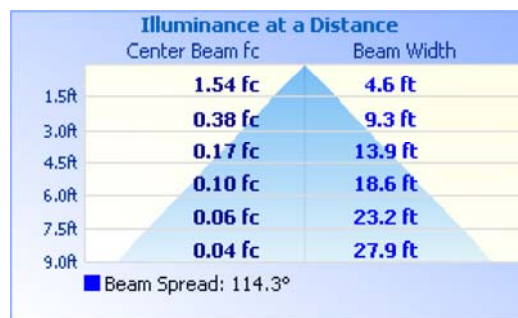 Illuminance at a Distance
Center Beam fc Beam Width
1.54 fc 4.6 ft
1.5ft
0.38 fc 9.3 ft
3.0ft
0.17 fc 13.9 ft
4.5ft
0.10 fc 18.6 ft
6.0ft
0.06 fc 23.2 ft
7.5ft
0.04 fc 27.9 ft
9.0ft
Beam Spread: 114.3°